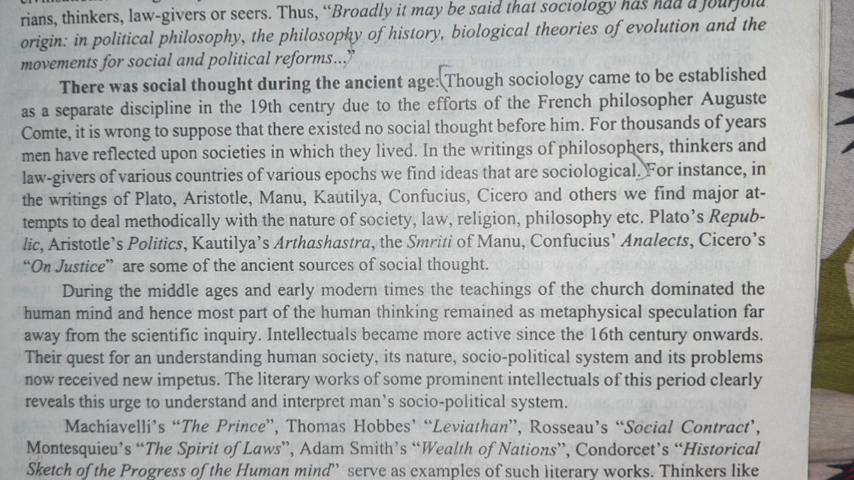 rians, thinkers, law-givers or seers. Thus, "Broadly it may be said that sociology has had a fourfold
origin: in political philosophy, the philosophy of history, biological theories of evolution and the
movements for social and political reforms..."
There was social thought during the ancient age: Though sociology came to be established
as a separate discipline in the 19th centry due to the efforts of the French philosopher Auguste
Comte, it is wrong to suppose that there existed no social thought before him. For thousands of years
men have reflected upon societies in which they lived. In the writings of philosophers, thinkers and
law-givers of various countries of various epochs we find ideas that are sociological. For instance, in
the writings of Plato, Aristotle, Manu, Kautilya, Confucius, Cicero and others we find major at-
tempts to deal methodically with the nature of society, law, religion, philosophy etc. Plato's Repub-
lic, Aristotle's Politics, Kautilya's Arthashastra, the Smriti of Manu, Confucius' Analects, Cicero's
"On Justice" are some of the ancient sources of social thought.
During the middle ages and early modern times the teachings of the church dominated the
human mind and hence most part of the human thinking remained as metaphysical speculation far
away from the scientific inquiry. Intellectuals became more active since the 16th century onwards.
Their quest for an understanding human society, its nature, socio-political system and its problems
now received new impetus. The literary works of some prominent intellectuals of this period clearly
reveals this urge to understand and interpret man's socio-political system.
Machiavelli's "The Prince", Thomas Hobbes' "Leviathan", Rosseau's "Social Contract',
Montesquieu's "The Spirit of Laws", Adam Smith's "Wealth of Nations", Condorcet's "Historical
Sketch of the Progress of the Human mind" serve as examples of such literary works. Thinkers like